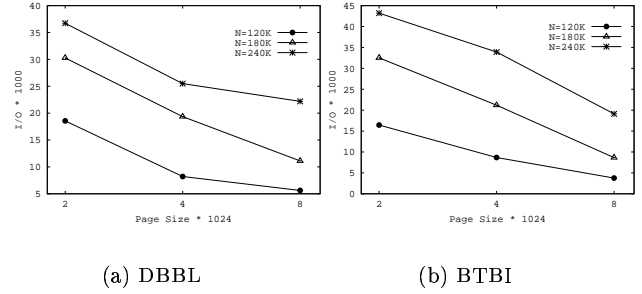 40
35
30
25
20
15
10
5
I/O * 1000
N=120K
N=180K
N=240K
2
4
8
Page Size * 1024
(a) DBBL
45
40
35
30
25
20
15
10
5
0
I/O * 1000
N=120K
N=180K
N=240K
2
4
8
Page Size * 1024
(b) BTBI